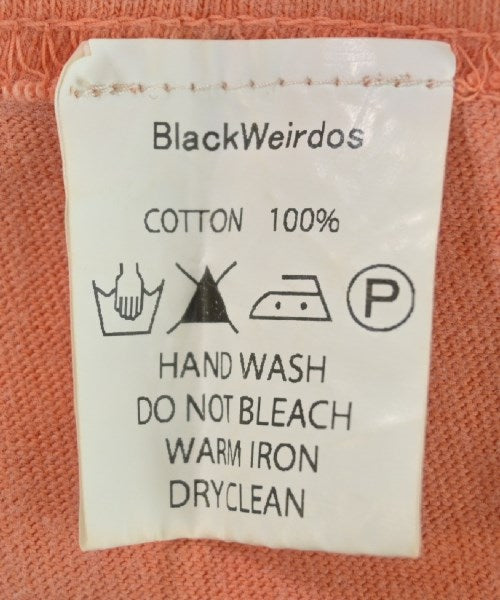 BlackWeirdos
COTTON 100%
P
HAND WASH
DO NOT BLEACH
WARM IRON
DRYCLEAN